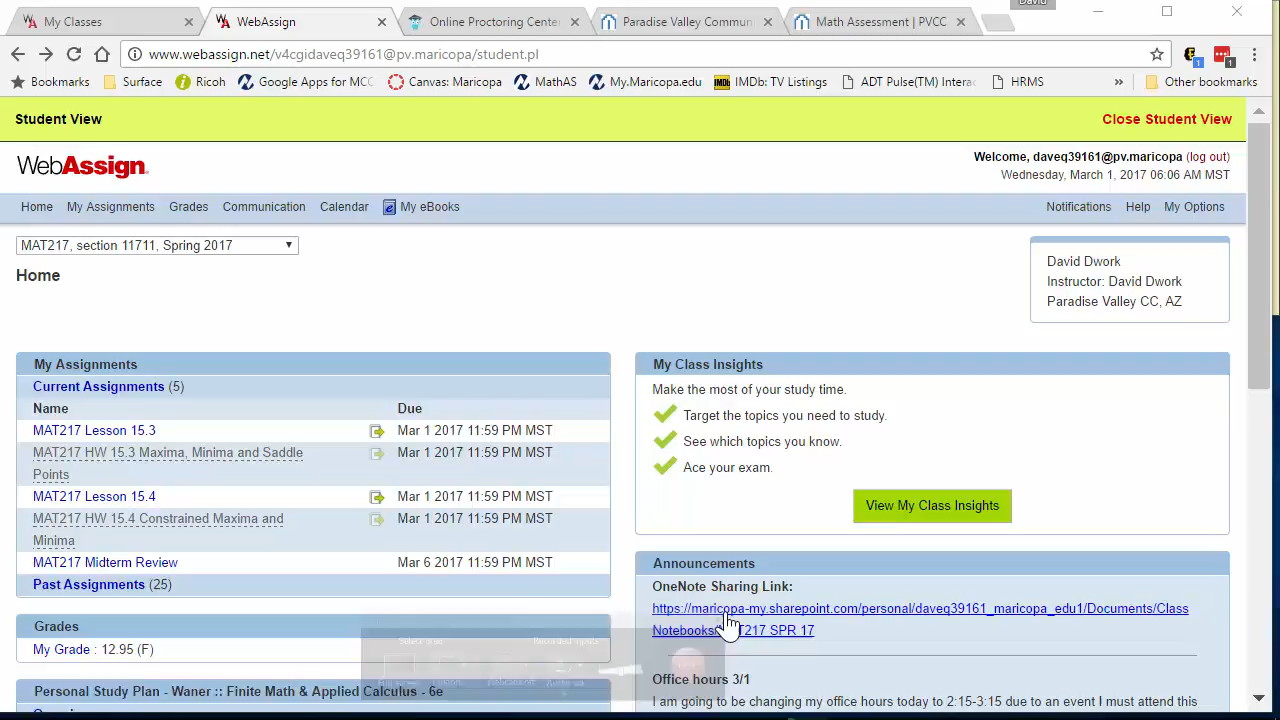 David
My Classes
WebAssign
Online Proctoring Cente
Paradise Valley Commun
Math Assessment | PVCC
www.webassign.net/v4cgidaveq39161@pv.maricopa/student.pl
Bookmarks
Surface
Ricoh
Google Apps for MCC
Canvas: Maricopa
MathAS
My.Maricopa.edu
IMDb: TV Listings
ADT Pulse(TM) Interac
HRMS
»
Other bookmarks
Student View
Close Student View
WebAssign
Welcome, daveq39161@pv.maricopa (log out)
Wednesday, March 1, 2017 06:06 AM MST
Home My Assignments Grades Communication Calendar My eBooks
Notifications Help My Options
MAT217, section 11711, Spring 2017
Home
David Dwork
Instructor: David Dwork
Paradise Valley CC, AZ
My Assignments
Current Assignments (5)
Name Due
MAT217 Lesson 15.3 Mar 1 2017 11:59 PM MST
MAT217 HW 15.3 Maxima, Minima and Saddle Mar 1 2017 11:59 PM MST
Points
MAT217 Lesson 15.4 Mar 1 2017 11:59 PM MST
MAT217 HW 15.4 Constrained Maxima and Mar 1 2017 11:59 PM MST
Minima
MAT217 Midterm Review Mar 6 2017 11:59 PM MST
Past Assignments (25)
Grades
My Grade : 12.95 (F)
Personal Study Plan - Waner :: Finite Math & Applied Calculus - 6e
My Class Insights
Make the most of your study time.
Target the topics you need to study.
See which topics you know.
Ace your exam.
View My Class Insights
Announcements
OneNote Sharing Link:
https://maricopa-my.sharepoint.com/personal/daveq39161_maricopa_edu1/Documents/Class
Notebooks SPR 17
Office hours 3/1
I am going to be changing my office hours today to 2:15-3:15 due to an event I must attend this